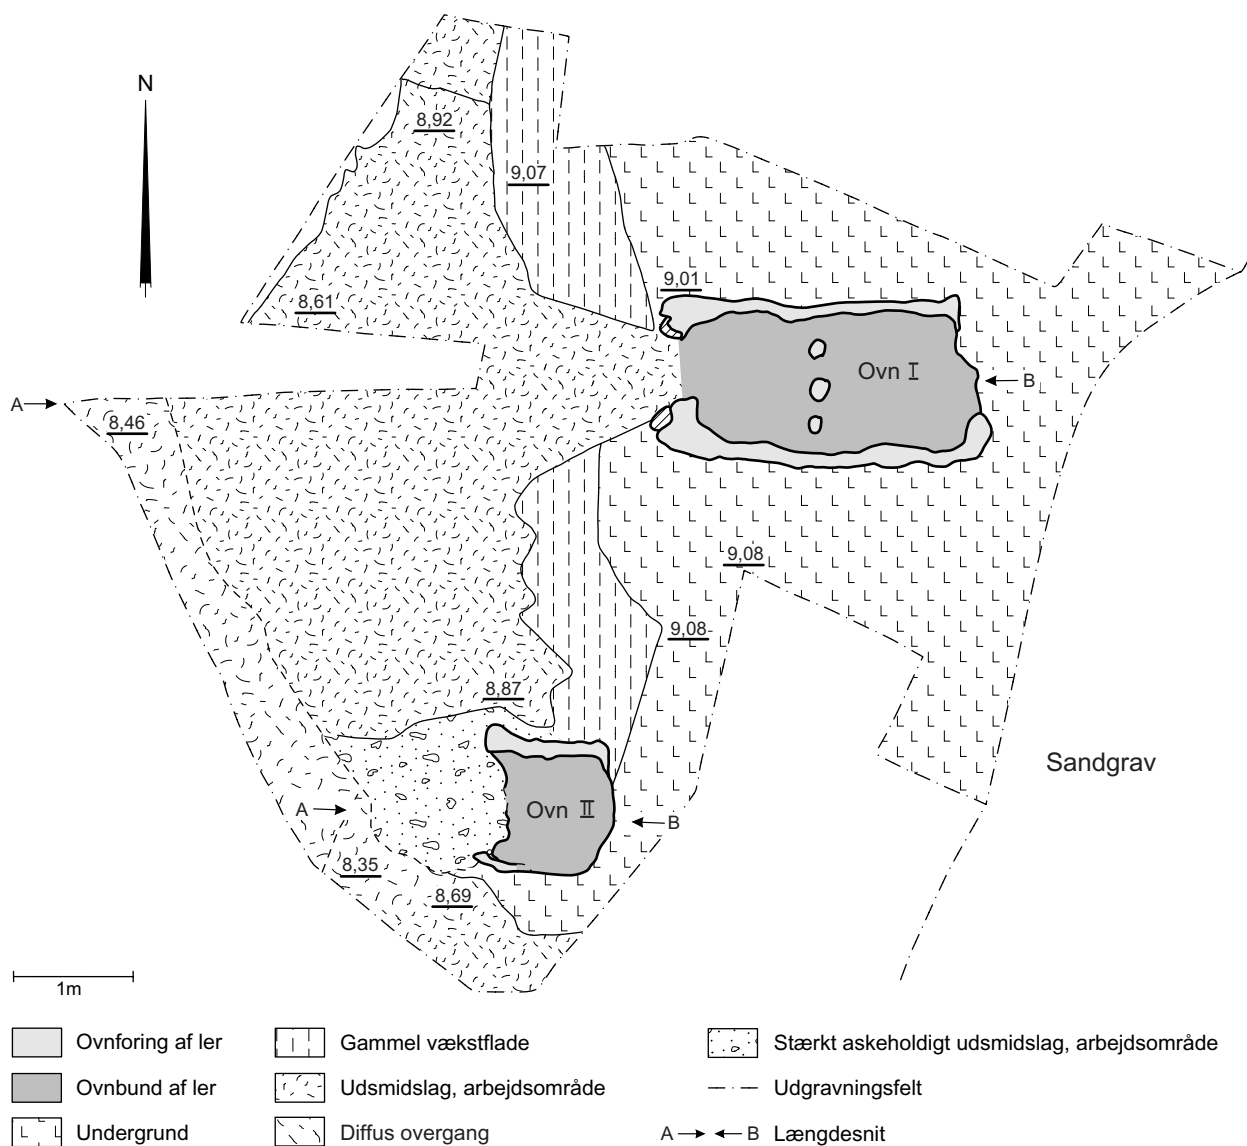 N
8,92
9,07
9,01
8,61
Ovn I
B
A
8,46
9,08
9,08
8,87
Sandgrav
A
Ovn II
B
8,35
8,69
1m
Ovnforing af ler
Gammel vækstflade
Stærkt askeholdigt udsmidslag, arbejdsområde
Ovnbund af ler
Udsmidslag, arbejdsområde
Udgravningsfelt
Undergrund
Diffus overgang
A B Længdesnit